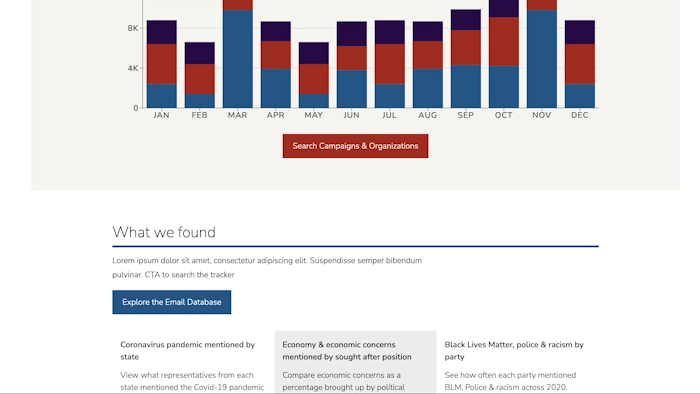 8K
4K
0
JAN FEB MAR APR MAY JUN JUL AUG SEP OCT NOV DEC
Search Campaigns & Organizations
What we found
Lorem ipsum dolor sit amet, consectetur adipiscing elit. Suspendisse semper bibendum
pulvinar. CTA to search the tracker
Explore the Email Database
Coronavirus pandemic mentioned by
state
View what representatives from each
state mentioned the Covid-19 pandemic
Economy & economic concerns
mentioned by sought after position
Compare economic concerns as a
percentage brought up by political
Black Lives Matter, police & racism by
party
See how often each party mentioned
BLM, Police & racism across 2020.